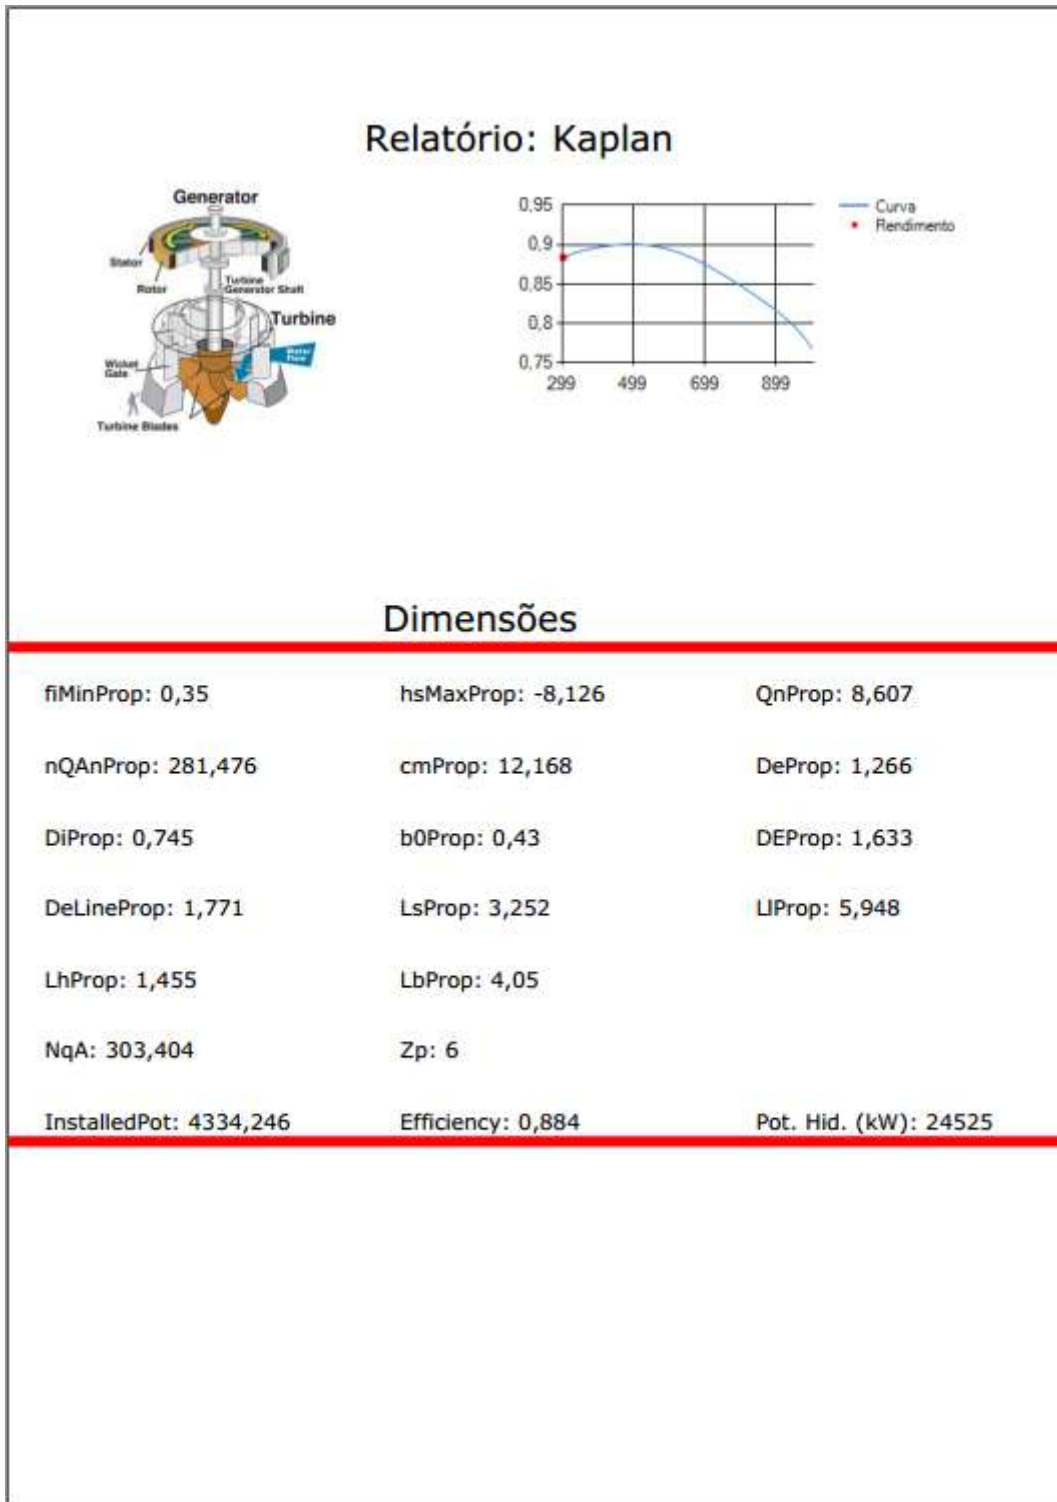 Relatório: Kaplan
Generator
Stator
Rotor
Turbine
Generator Shaft
Turbine
Wicket
Gate
Water
Flow
Turbine Blades
0,95
0,9
0,85
0,8
0,75
299 499 699 899
Curva
Rendimento
Dimensões
fiMinProp: 0,35 hsMaxProp: -8,126 QnProp: 8,607
nQAnProp: 281,476 cmProp: 12,168 DeProp: 1,266
DiProp: 0,745 b0Prop: 0,43 DEProp: 1,633
DeLineProp: 1,771 LsProp: 3,252 LlProp: 5,948
LhProp: 1,455 LbProp: 4,05
NqA: 303,404 Zp: 6
InstalledPot: 4334,246 Efficiency: 0,884 Pot. Hid. (kW): 24525